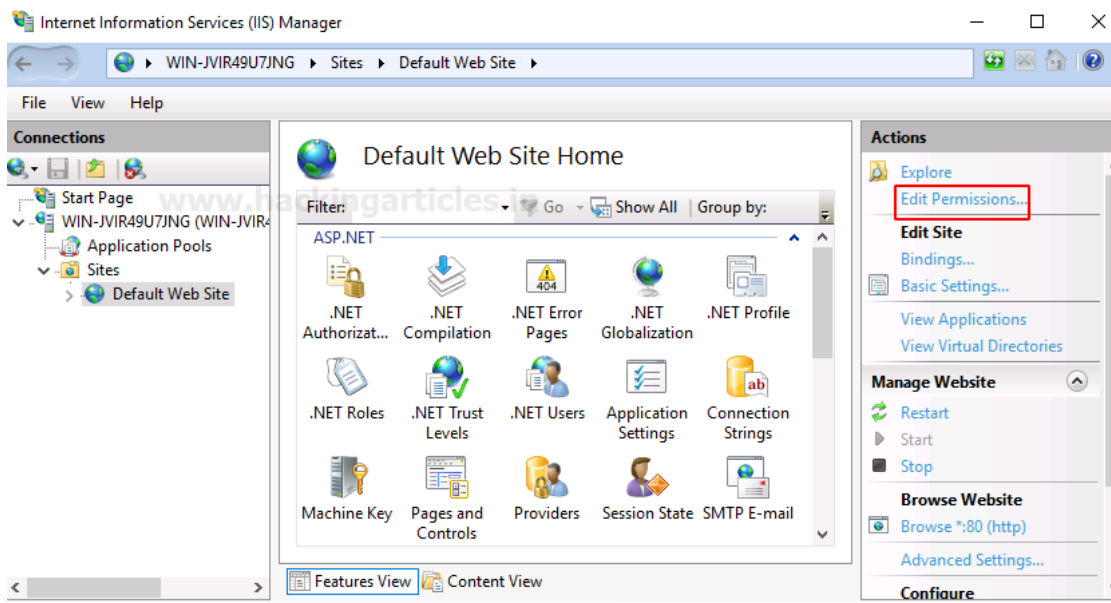 Internet Information Services (IIS) Manager
WIN-JVIR49U7JNG Sites Default Web Site
File View Help
Connections
Start Page
WIN-JVIR49U7JNG (WIN-JVIR4
Application Pools
Sites
Default Web Site
www.hackingarticles.in
Default Web Site Home
Filter: Go Show All Group by:
ASP.NET
.NET Authorizat...
.NET Compilation
.NET Error Pages
.NET Globalization
.NET Profile
.NET Roles
.NET Trust Levels
.NET Users
Application Settings
Connection Strings
Machine Key
Pages and Controls
Providers
Session State
SMTP E-mail
Features View Content View
Actions
Explore
Edit Permissions...
Edit Site
Bindings...
Basic Settings...
View Applications
View Virtual Directories
Manage Website
Restart
Start
Stop
Browse Website
Browse *:80 (http)
Advanced Settings...
Configure
404
ab